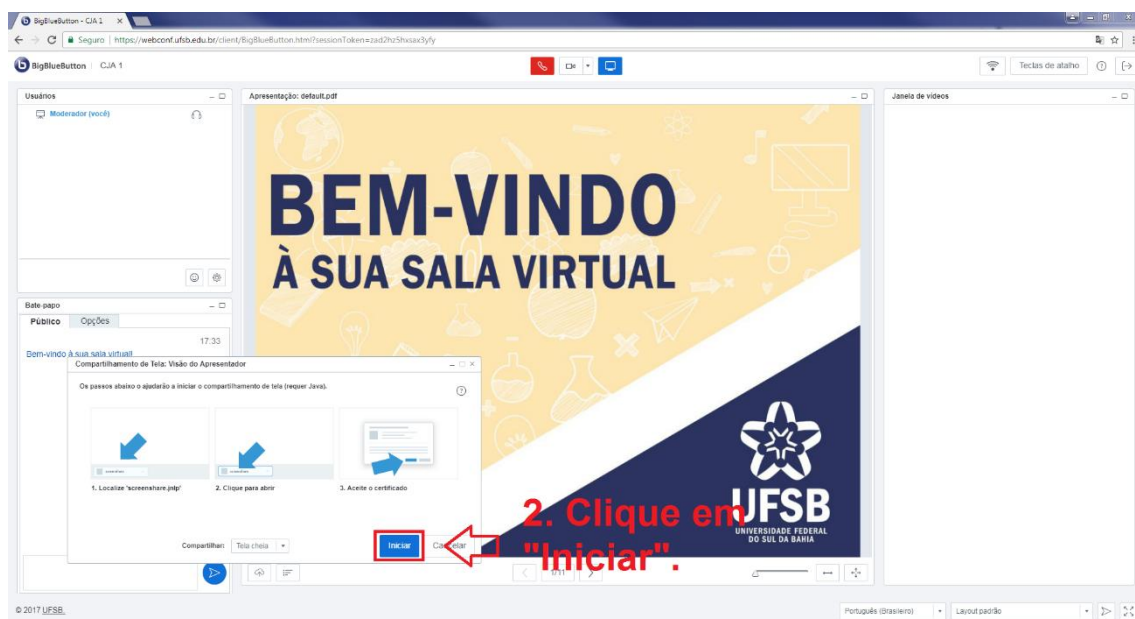 BigBlueButton - CJA 1
Seguro | https://webconf.ufsb.edu.br/client/BigBlueButton.html?sessionToken=zad2hz5hxsax3yfy
BigBlueButton CJA 1
Teclas de atalho
Usuários
Moderador (você)
Apresentação: default.pdf
Janela de vídeos
BEM-VINDO
À SUA SALA VIRTUAL
Bate-papo
Público Opções
17:33
Bem-vindo à sua sala virtual!
Compartilhamento de Tela: Visão do Apresentador
Os passos abaixo o ajudarão a iniciar o compartilhamento de tela (requer Java).
1. Localize 'screenshare.jnlp'
2. Clique para abrir
3. Aceite o certificado
Compartilhar: Tela cheia
Iniciar
Cancelar
2. Clique em
"Iniciar".
UFSB
UNIVERSIDADE FEDERAL
DO SUL DA BAHIA
1/11
© 2017 UFSB.
Português (Brasileiro)
Layout padrão